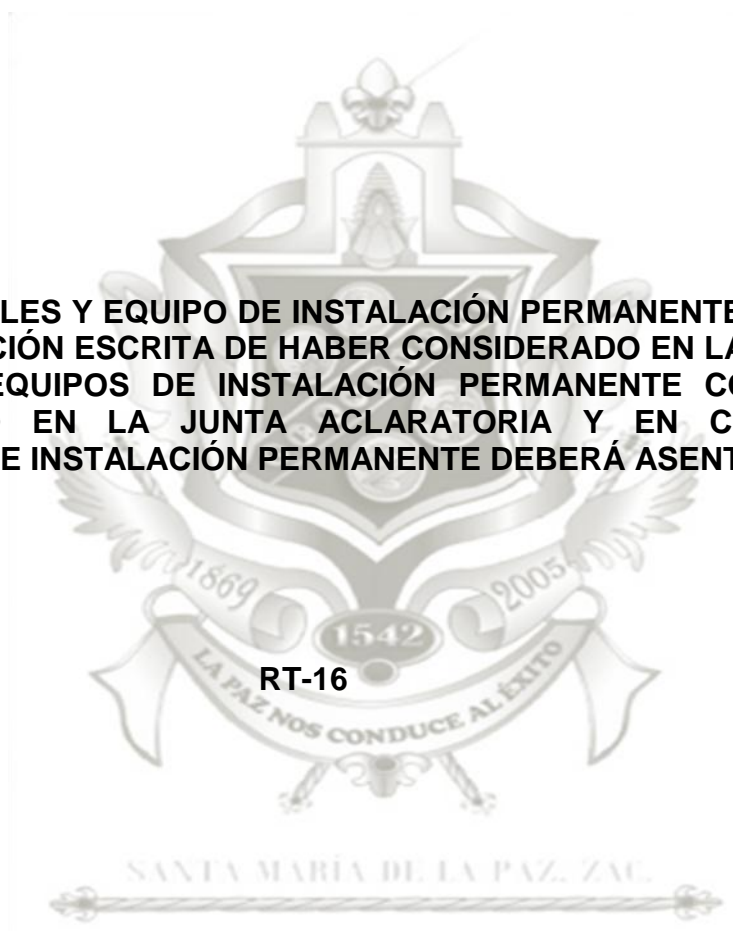 LES Y EQUIPO DE INSTALACIÓN PERMANENTE
CIÓN ESCRITA DE HABER CONSIDERADO EN LA
EQUIPOS DE INSTALACIÓN PERMANENTE CO
EN LA JUNTA ACLARATORIA Y EN C
E INSTALACIÓN PERMANENTE DEBERÁ ASENT
1869
2005
1542
RT-16
LA PAZ NOS CONDUCE AL ÉXITO
SANTA MARÍA DE LA PAZ, ZAC.